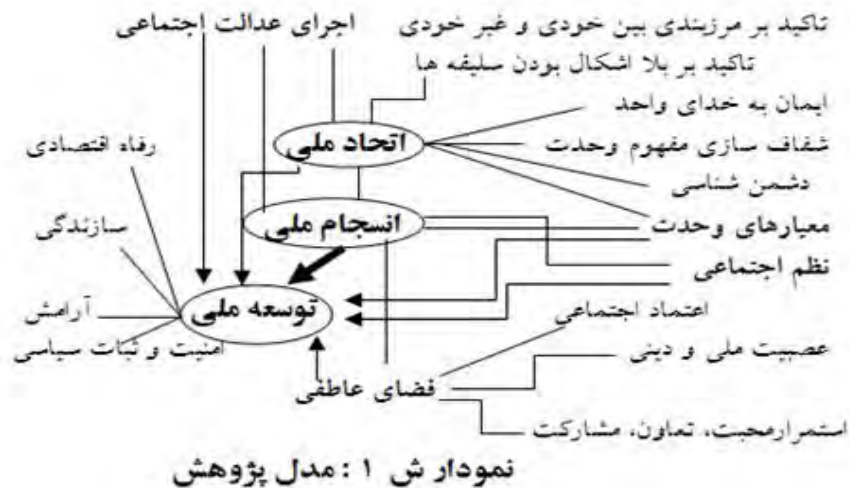 تاکید بر مرزبندی بین خودی و غیر خودی
اجرای عدالت اجتماعی
تاکید بر بلا اشکال بودن سلیقه ها
ایمان به خدای واحد
اتحاد ملی
شفاف سازی مفهوم وحدت
رفاه اقتصادی
دشمن شناسی
انسجام ملی
معیارهای وحدت
سازندگی
نظم اجتماعی
توسعه ملی
آرامش
اعتماد اجتماعی
امنیت و ثبات سیاسی
عصبیت ملی و دینی
فضای عاطفی
استمرارمحبت، تعاون، مشارکت
نمودار ش ۱ : مدل پژوهش